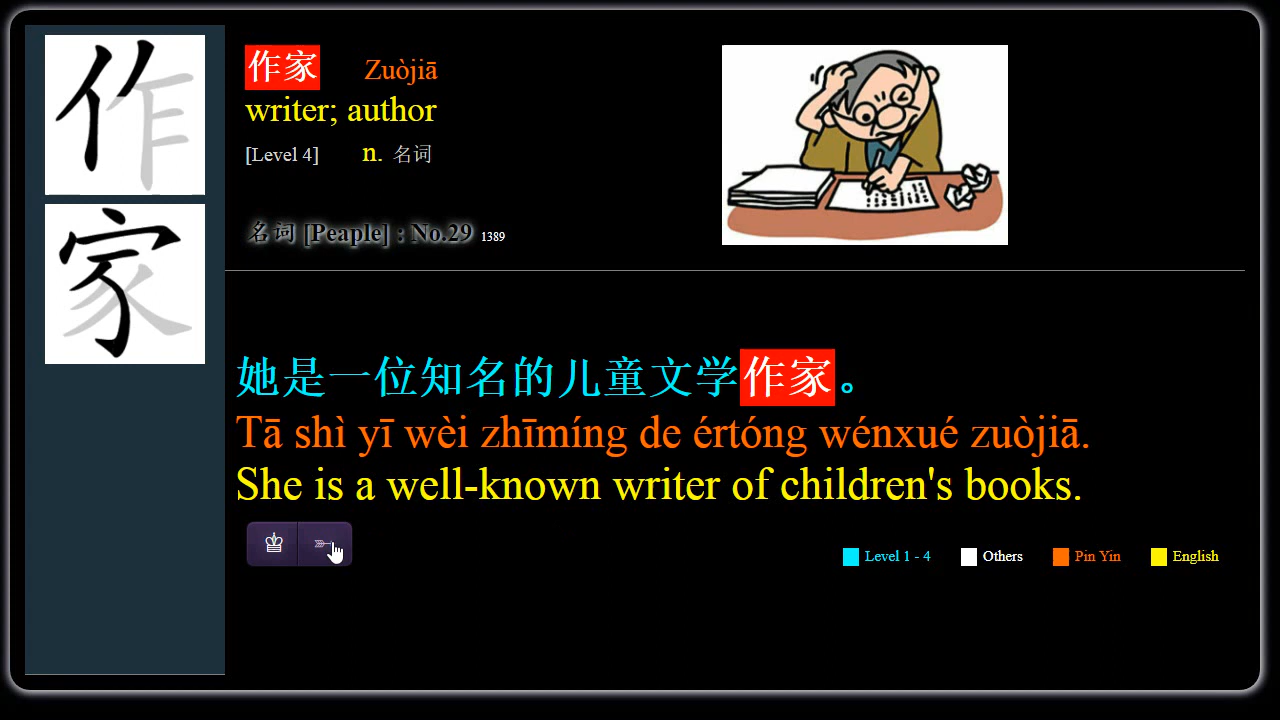 作
家
作家 Zuòjiā
writer; author
[Level 4] n. 名词
名词 [Peaple] : No.29 1389
她是一位知名的儿童文学作家。
Tā shì yī wèi zhīmíng de értóng wénxué zuòjiā.
She is a well-known writer of children's books.
Level 1 - 4 Others Pin Yin English